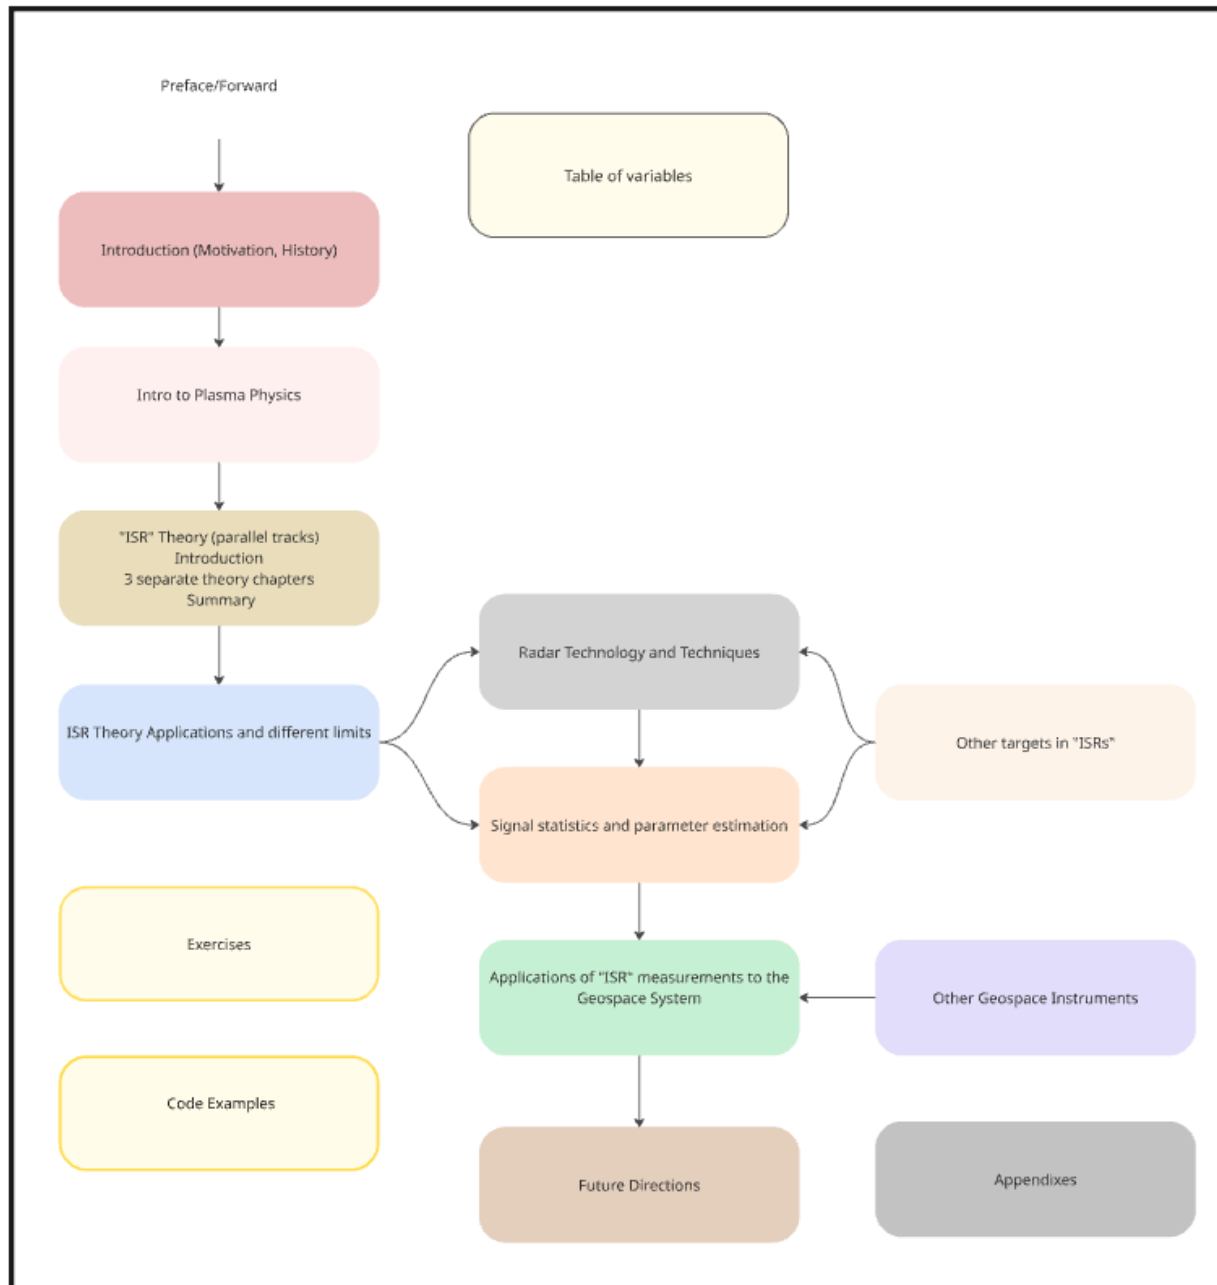 Preface/Forward
Table of variables
Introduction (Motivation, History)
Intro to Plasma Physics
"ISR" Theory (parallel tracks)
Introduction
3 separate theory chapters
Summary
Radar Technology and Techniques
ISR Theory Applications and different limits
Other targets in "ISRs"
Signal statistics and parameter estimation
Exercises
Applications of "ISR" measurements to the
Geospace System
Other Geospace Instruments
Code Examples
Future Directions
Appendixes